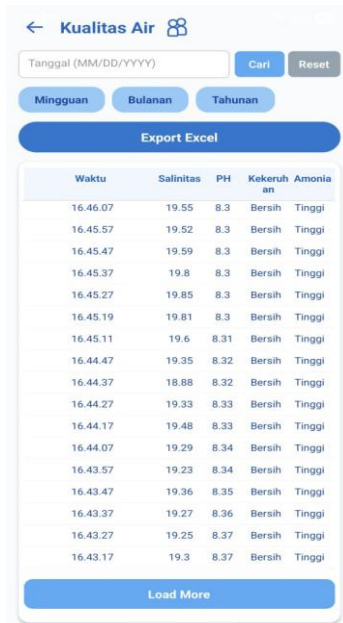 Kualitas Air
Tanggal (MM/DD/YYYY) Cari Reset
Mingguan Bulanan Tahunan
Export Excel
Waktu Salinitas PH Kekeruh Amonia
an
16.46.07 19.55 8.3 Bersih Tinggi
16.45.57 19.52 8.3 Bersih Tinggi
16.45.47 19.59 8.3 Bersih Tinggi
16.45.37 19.8 8.3 Bersih Tinggi
16.45.27 19.85 8.3 Bersih Tinggi
16.45.19 19.81 8.3 Bersih Tinggi
16.45.11 19.6 8.31 Bersih Tinggi
16.44.47 19.35 8.32 Bersih Tinggi
16.44.37 18.88 8.32 Bersih Tinggi
16.44.27 19.33 8.33 Bersih Tinggi
16.44.17 19.48 8.33 Bersih Tinggi
16.44.07 19.29 8.34 Bersih Tinggi
16.43.57 19.23 8.34 Bersih Tinggi
16.43.47 19.36 8.35 Bersih Tinggi
16.43.37 19.27 8.36 Bersih Tinggi
16.43.27 19.25 8.37 Bersih Tinggi
16.43.17 19.3 8.37 Bersih Tinggi
Load More